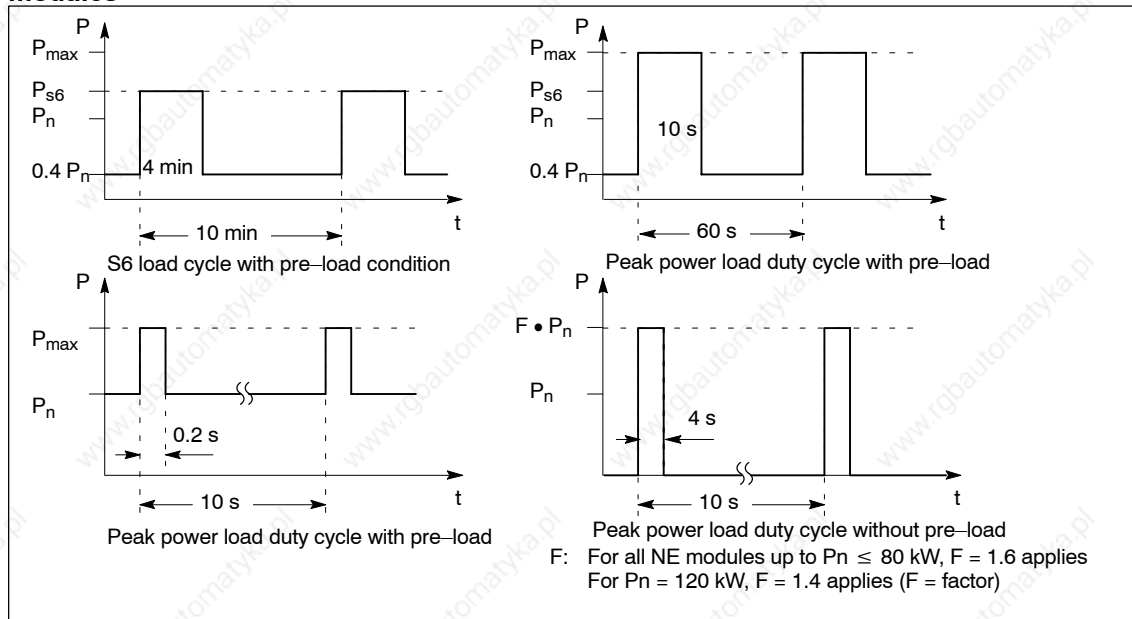 modules
P
Pmax
Ps6
Pn
0.4 Pn
4 min
10 min
t
S6 load cycle with pre–load condition
P
Pmax
Ps6
Pn
0.4 Pn
10 s
60 s
t
Peak power load duty cycle with pre–load
P
Pmax
Pn
0.2 s
10 s
t
Peak power load duty cycle with pre–load
P
F • Pn
Pn
4 s
10 s
t
Peak power load duty cycle without pre–load
F: For all NE modules up to Pn ≤ 80 kW, F = 1.6 applies
For Pn = 120 kW, F = 1.4 applies (F = factor)
www.rgbautomatyka.pl